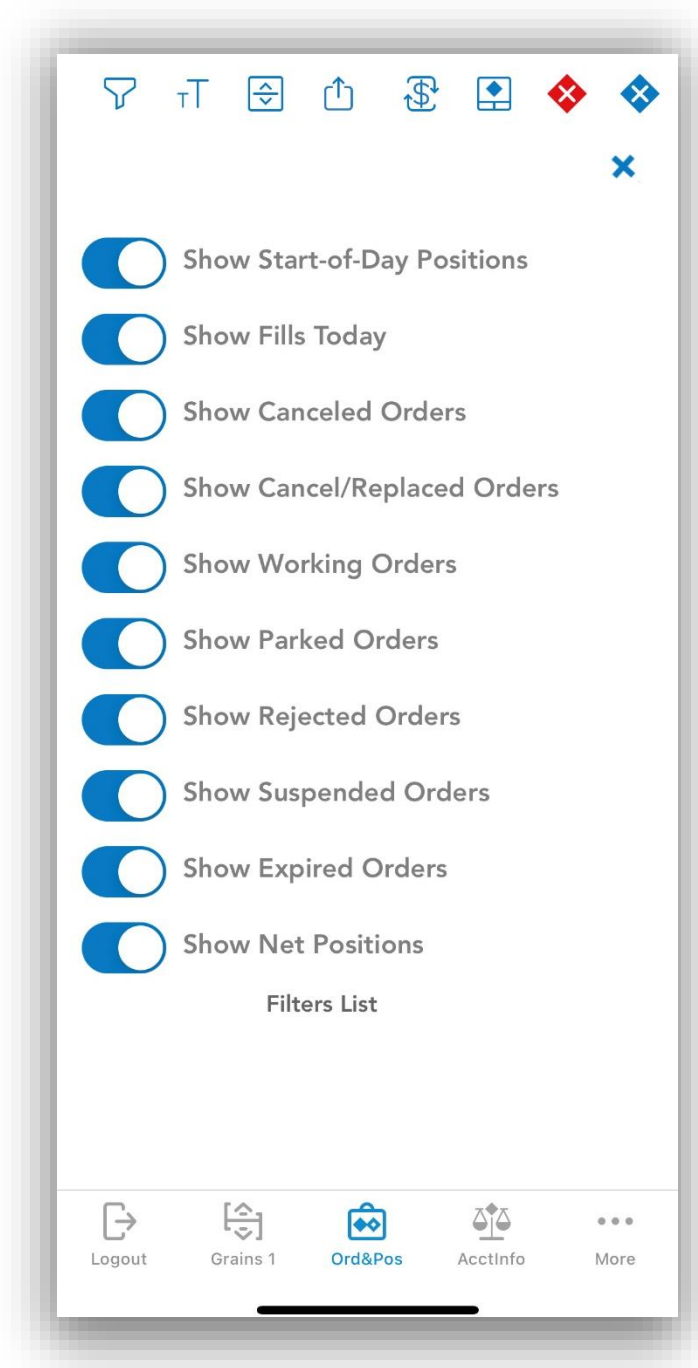 Show Start-of-Day Positions
Show Fills Today
Show Canceled Orders
Show Cancel/Replaced Orders
Show Working Orders
Show Parked Orders
Show Rejected Orders
Show Suspended Orders
Show Expired Orders
Show Net Positions
Filters List
Logout Grains 1 Ord&Pos AcctInfo More